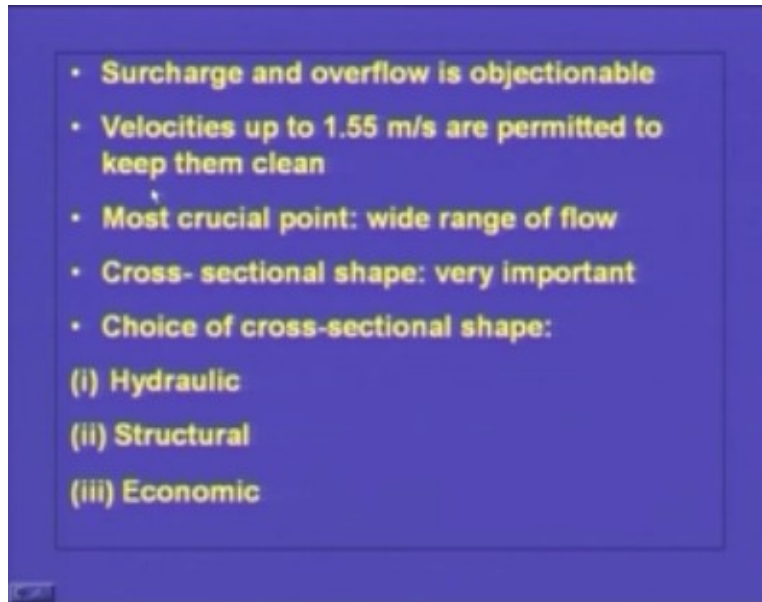 • Surcharge and overflow is objectionable
• Velocities up to 1.55 m/s are permitted to
keep them clean
• Most crucial point: wide range of flow
• Cross- sectional shape: very important
• Choice of cross-sectional shape:
(i) Hydraulic
(ii) Structural
(iii) Economic